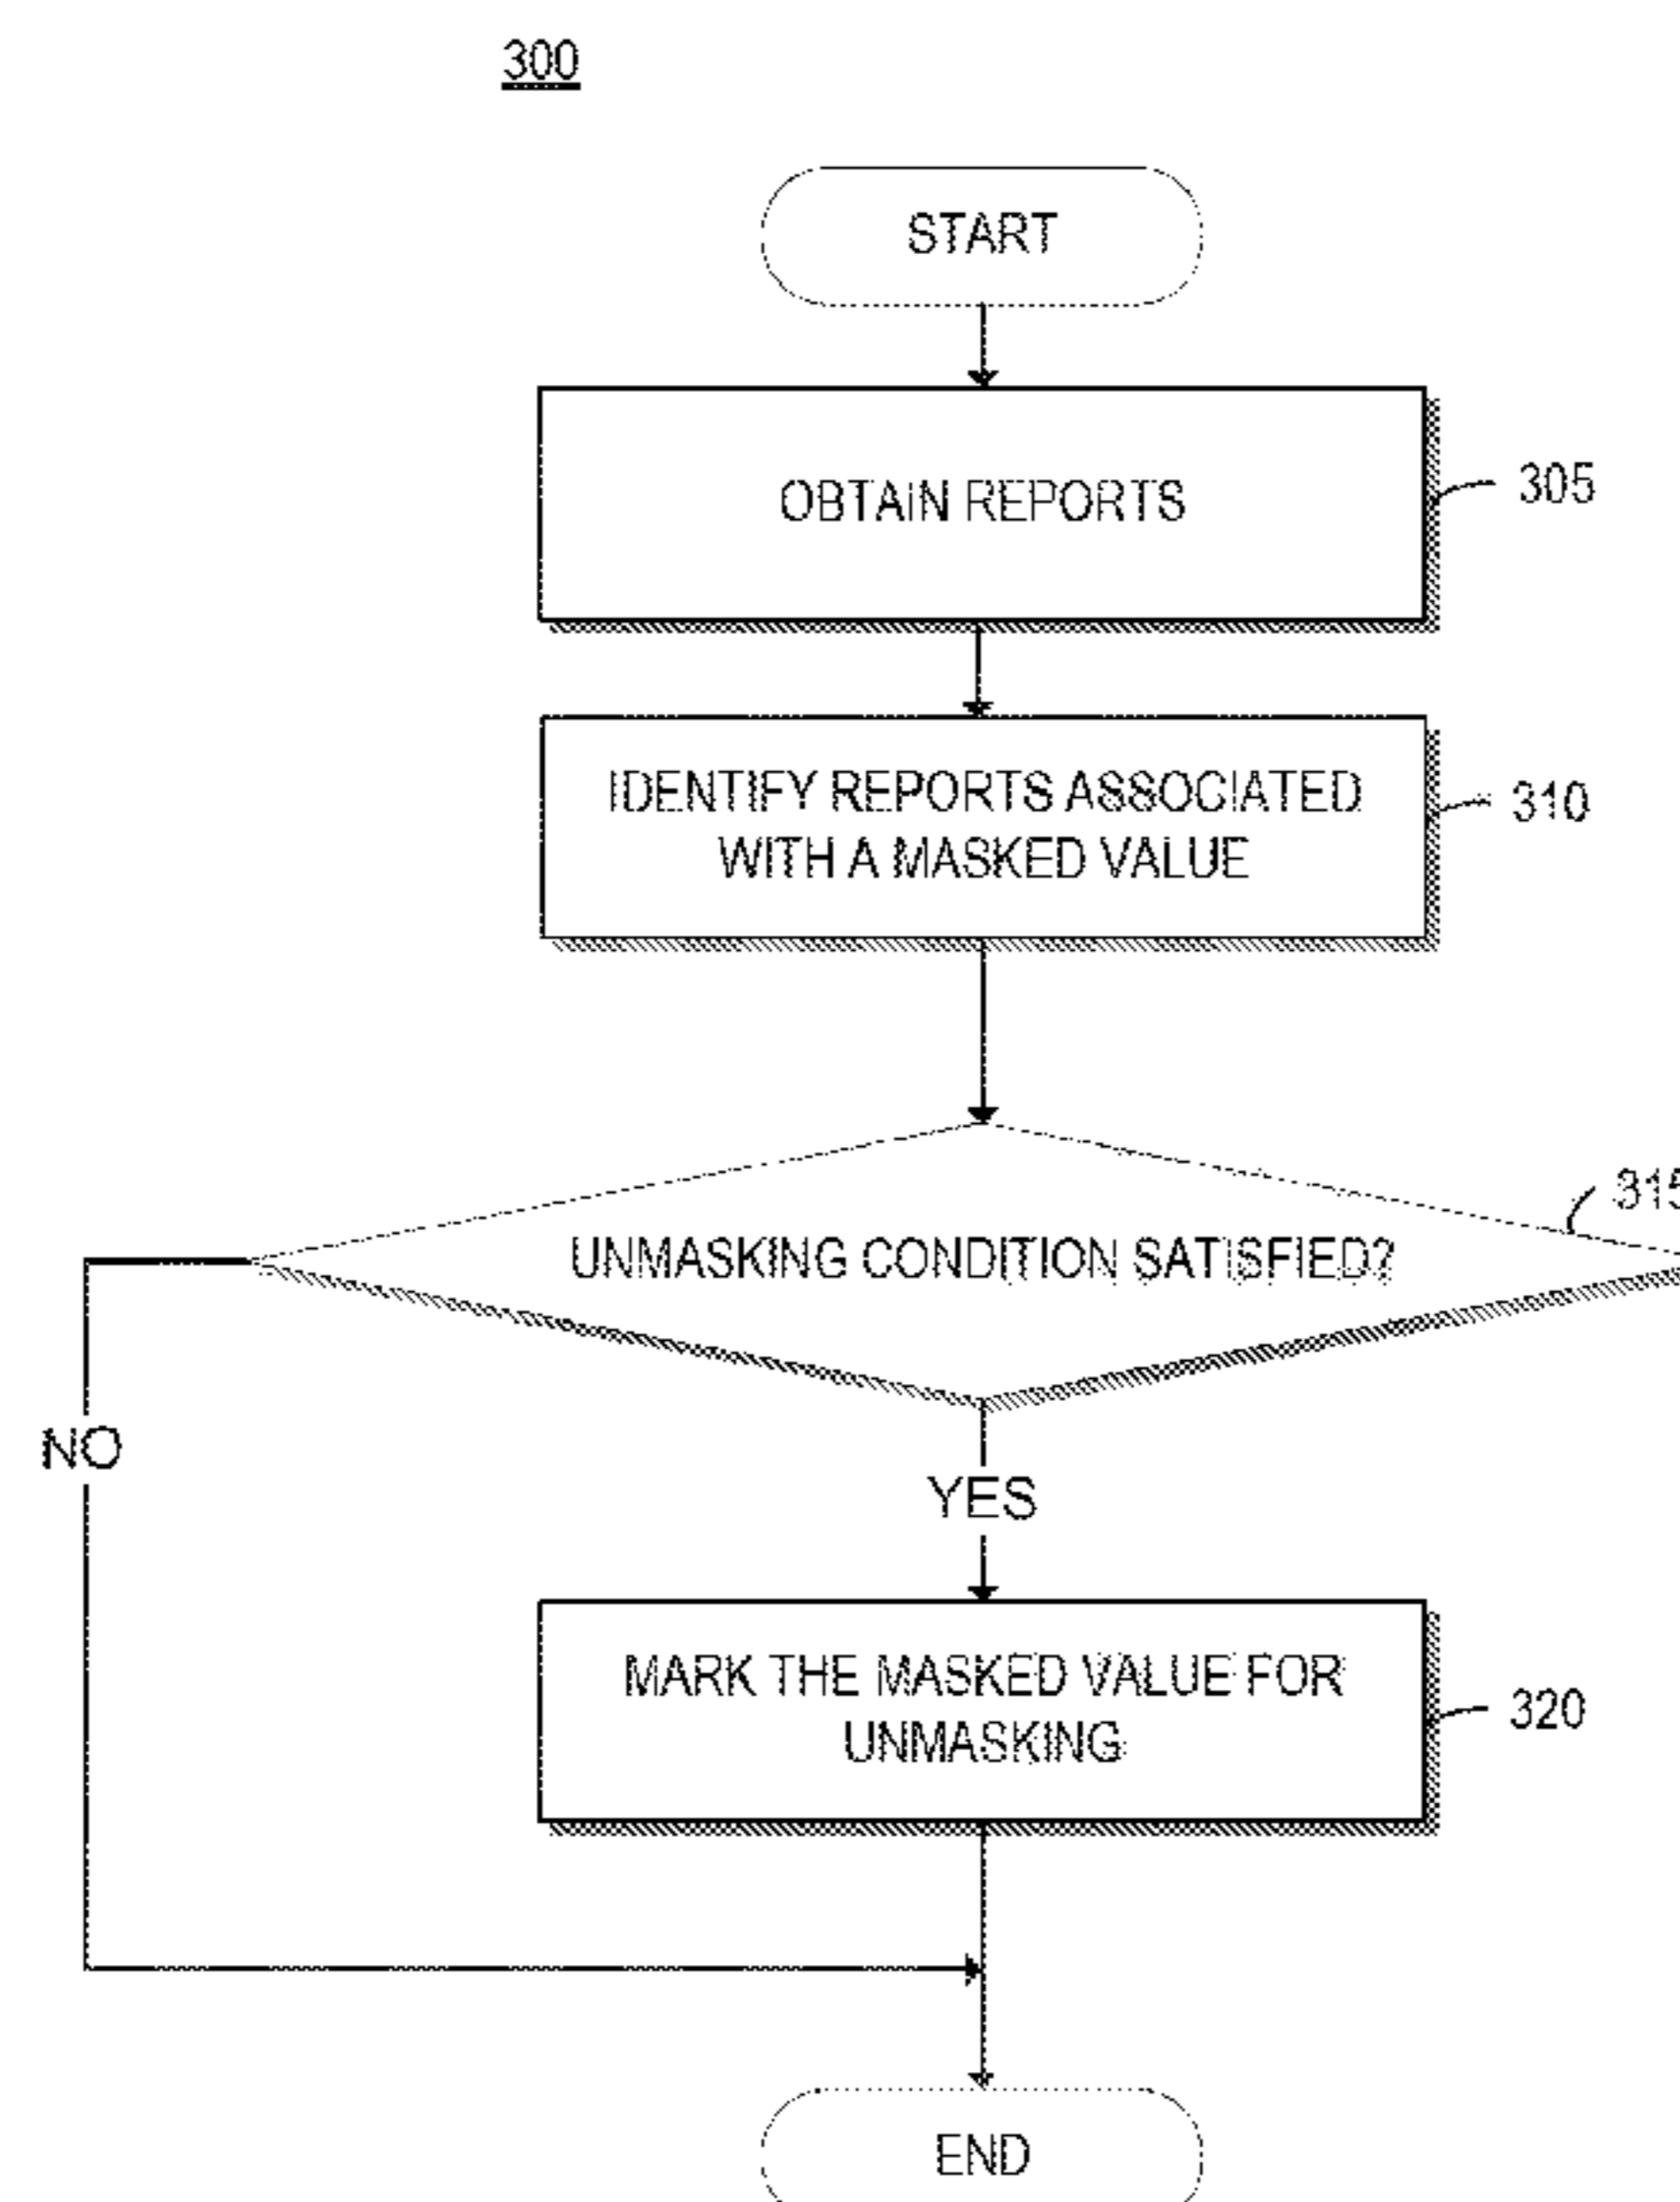 300
START
OBTAIN REPORTS
305
IDENTIFY REPORTS ASSOCIATED
WITH A MASKED VALUE
310
315
UNMASKING CONDITION SATISFIED?
NO
YES
MARK THE MASKED VALUE FOR
UNMASKING
320
END